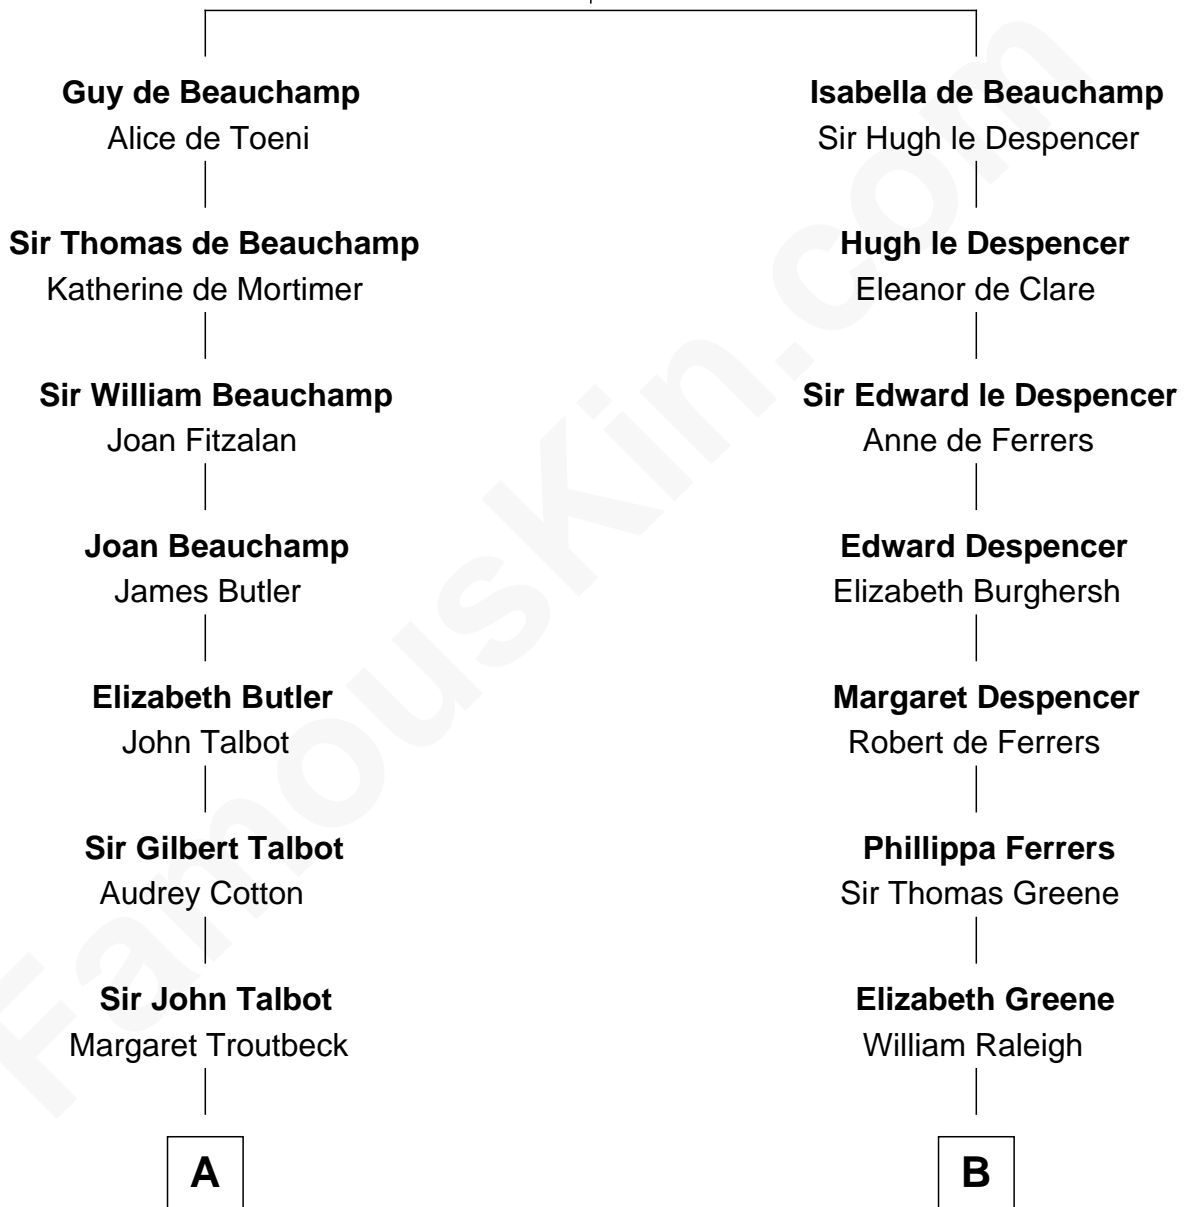 Guy de Beauchamp
Alice de Toeni
Sir Thomas de Beauchamp
Katherine de Mortimer
Sir William Beauchamp
Joan Fitzalan
Joan Beauchamp
James Butler
Elizabeth Butler
John Talbot
Sir Gilbert Talbot
Audrey Cotton
Sir John Talbot
Margaret Troutbeck
A
Isabella de Beauchamp
Sir Hugh le Despencer
Hugh le Despencer
Eleanor de Clare
Sir Edward le Despencer
Anne de Ferrers
Edward Despencer
Elizabeth Burghersh
Margaret Despencer
Robert de Ferrers
Phillippa Ferrers
Sir Thomas Greene
Elizabeth Greene
William Raleigh
B
FamousKin.com